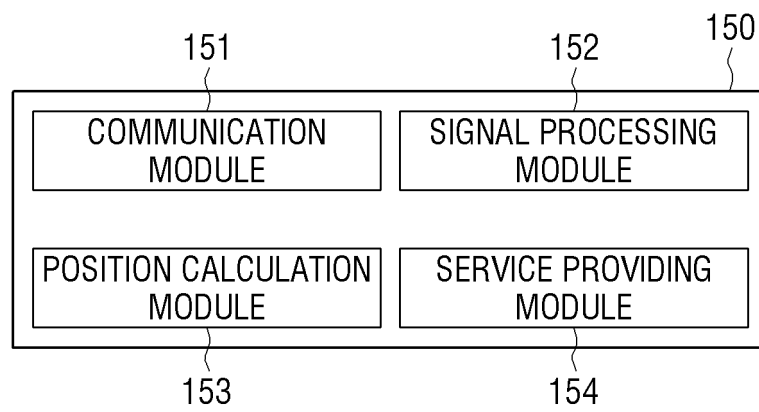 150
151
152
COMMUNICATION
MODULE
SIGNAL PROCESSING
MODULE
POSITION CALCULATION
MODULE
SERVICE PROVIDING
MODULE
153
154